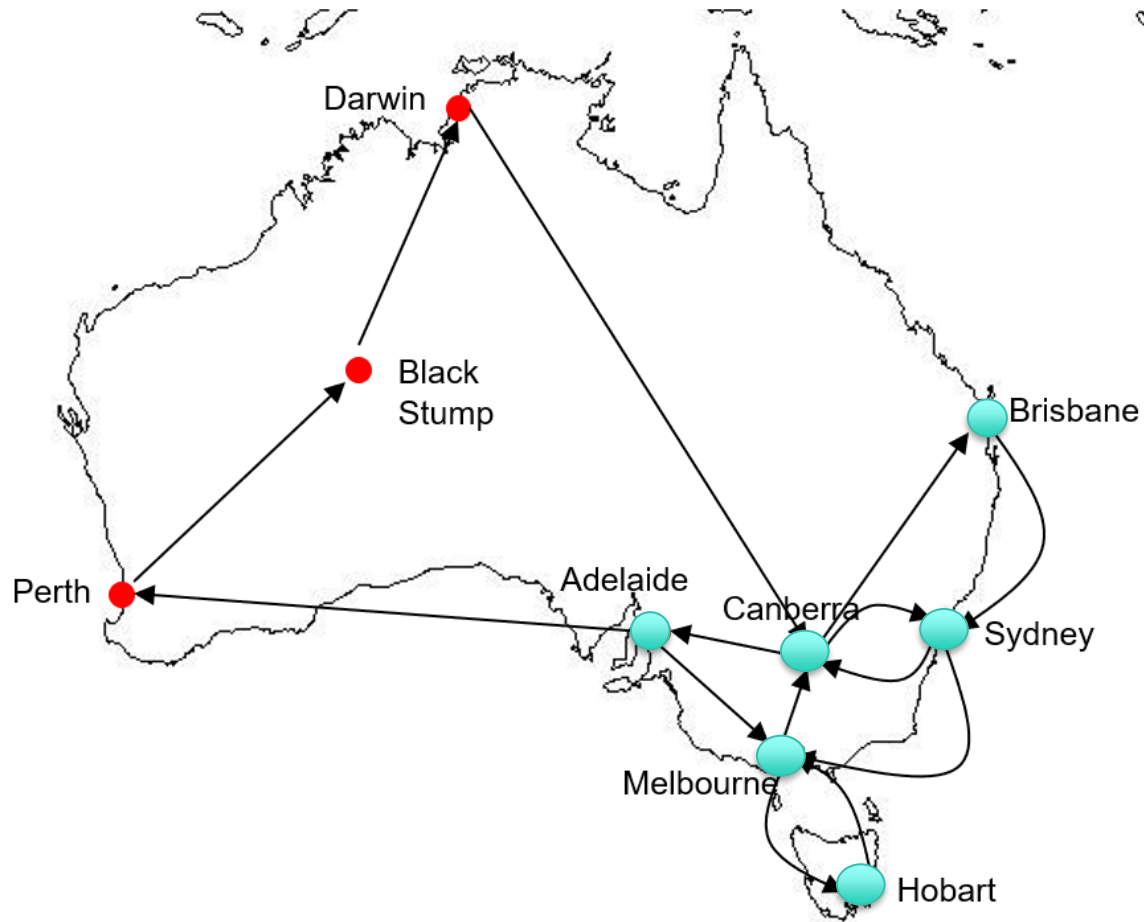 Darwin
Black
Stump
Brisbane
Perth
Adelaide
Canberra
Sydney
Melbourne
Hobart